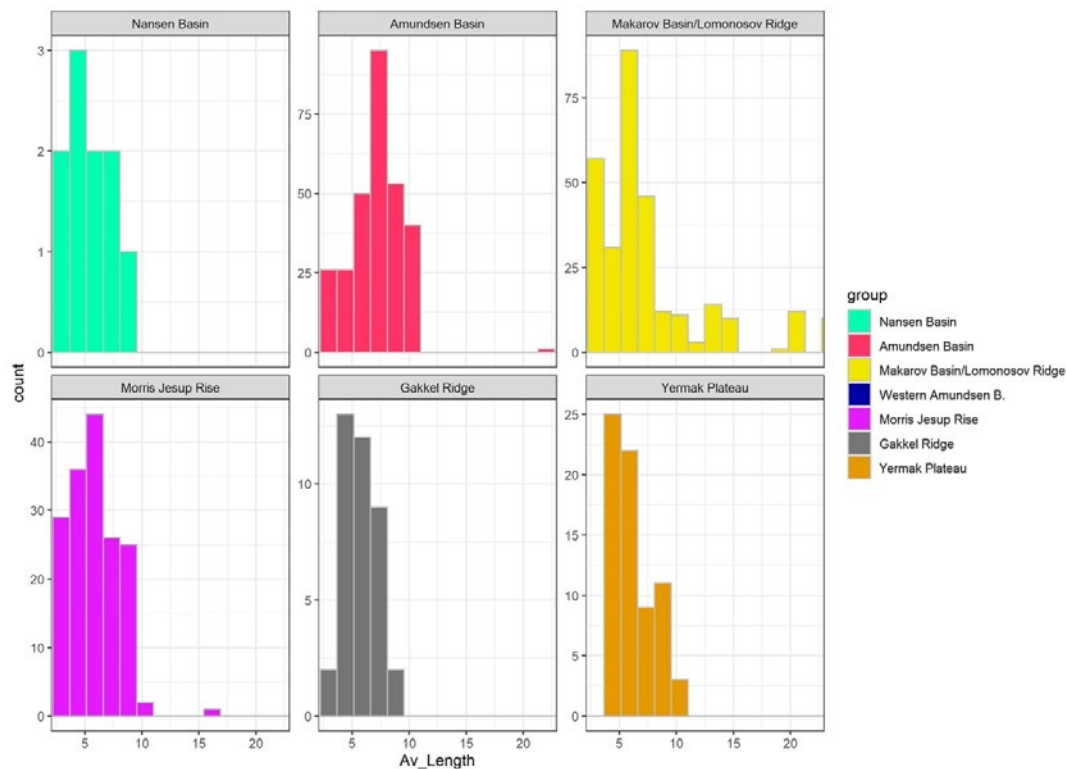 Nansen Basin
Amundsen Basin
Makarov Basin/Lomonosov Ridge
3
2
1
0
75
50
25
0
75
50
25
0
count
Morris Jesup Rise
Gakkel Ridge
Yermak Plateau
40
30
20
10
0
10
5
0
25
20
15
10
5
0
5 10 15 20
5 10 15 20
5 10 15 20
Av_Length
group
Nansen Basin
Amundsen Basin
Makarov Basin/Lomonosov Ridge
Western Amundsen B.
Morris Jesup Rise
Gakkel Ridge
Yermak Plateau